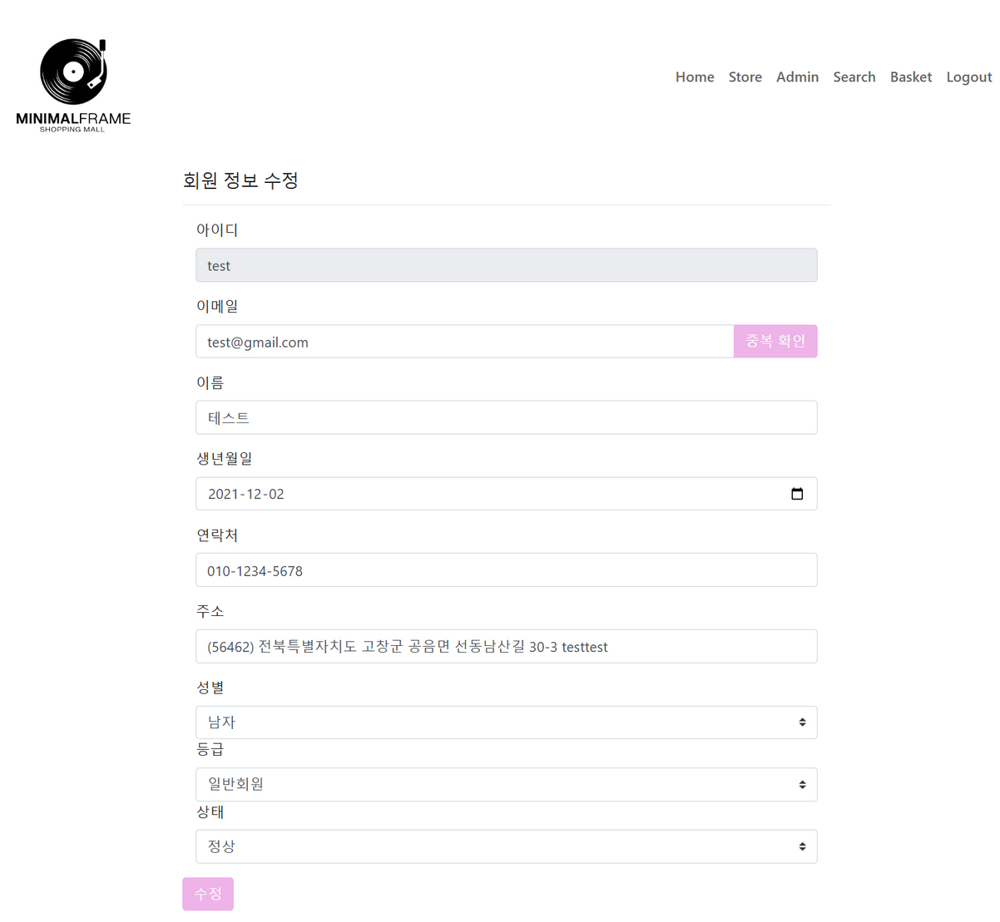 MINIMALFRAME
SHOPPING MALL
Home Store Admin Search Basket Logout
회원 정보 수정
아이디
test
이메일
test@gmail.com 중복 확인
이름
테스트
생년월일
2021-12-02
연락처
010-1234-5678
주소
(56462) 전북특별자치도 고창군 공음면 선동남산길 30-3 testtest
성별
남자
등급
일반회원
상태
정상
수정